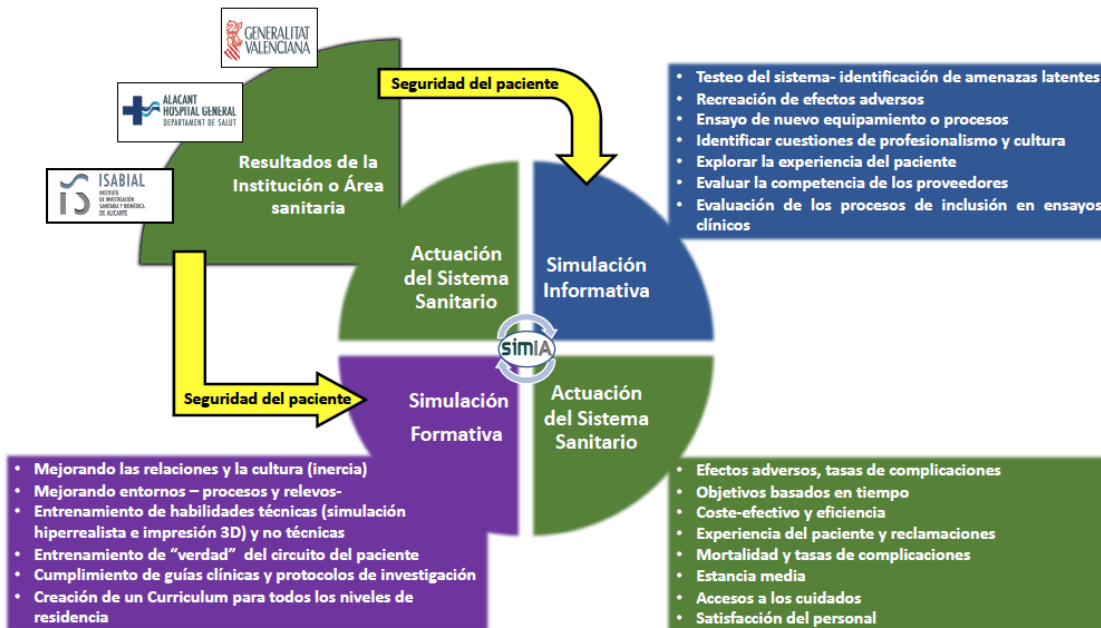 GENERALITAT
VALENCIANA
ALACANT
HOSPITAL GENERAL
DEPARTAMENT DE SALUT
ISABIAL
INSTITUTO
DE INVESTIGACIÓN
SANITARIA Y BIOMÉDICA
DE ALICANTE
Resultados de la
Institución o Área
sanitaria
Seguridad del paciente
• Testeo del sistema- identificación de amenazas latentes
• Recreación de efectos adversos
• Ensayo de nuevo equipamiento o procesos
• Identificar cuestiones de profesionalismo y cultura
• Explorar la experiencia del paciente
• Evaluar la competencia de los proveedores
• Evaluación de los procesos de inclusión en ensayos
clínicos
Actuación
del Sistema
Sanitario
Simulación
Informativa
simIA
Seguridad del paciente
Simulación
Formativa
Actuación
del Sistema
Sanitario
• Mejorando las relaciones y la cultura (inercia)
• Mejorando entornos – procesos y relevos-
• Entrenamiento de habilidades técnicas (simulación
hiperrealista e impresión 3D) y no técnicas
• Entrenamiento de “verdad” del circuito del paciente
• Cumplimiento de guías clínicas y protocolos de investigación
• Creación de un Curriculum para todos los niveles de
residencia
• Efectos adversos, tasas de complicaciones
• Objetivos basados en tiempo
• Coste-efectivo y eficiencia
• Experiencia del paciente y reclamaciones
• Mortalidad y tasas de complicaciones
• Estancia media
• Accesos a los cuidados
• Satisfacción del personal